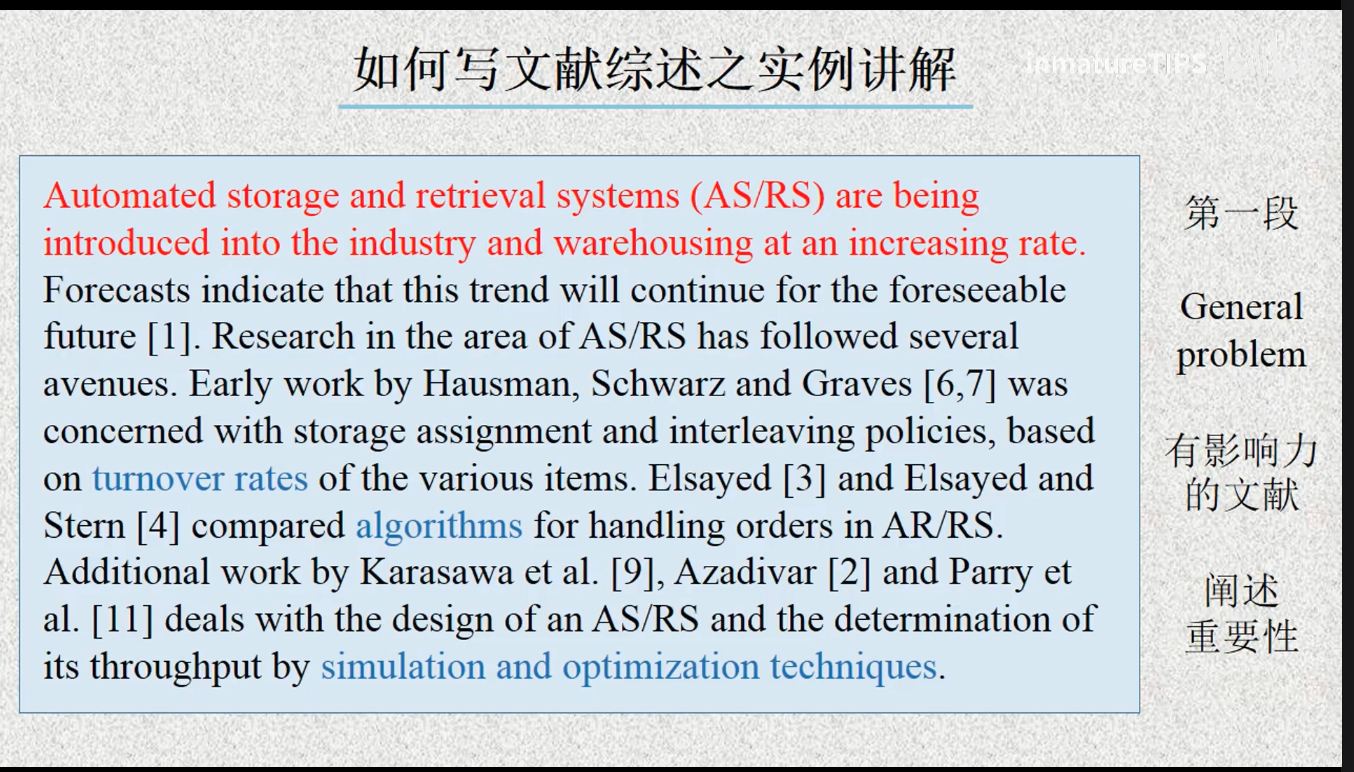 如何写文献综述之实例讲解
Automated storage and retrieval systems (AS/RS) are being
introduced into the industry and warehousing at an increasing rate.
Forecasts indicate that this trend will continue for the foreseeable
future [1]. Research in the area of AS/RS has followed several
avenues. Early work by Hausman, Schwarz and Graves [6,7] was
concerned with storage assignment and interleaving policies, based
on turnover rates of the various items. Elsayed [3] and Elsayed and
Stern [4] compared algorithms for handling orders in AR/RS.
Additional work by Karasawa et al. [9], Azadivar [2] and Parry et
al. [11] deals with the design of an AS/RS and the determination of
its throughput by simulation and optimization techniques.
第一段
General
problem
有影响力
的文献
阐述
重要性